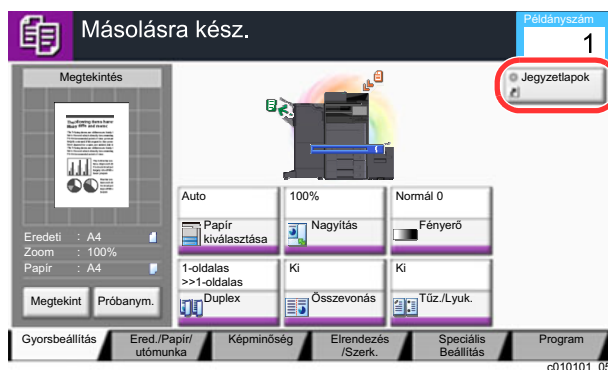 Másolásra kész.
Példányszám
1
Jegyzetlapok
Megtekintés
Eredeti : A4
Zoom : 100%
Papír : A4
Megtekint
Próbanym.
Auto
Papír
kiválasztása
100%
Nagyítás
Normál 0
Fényerő
1-oldalas
>>1-oldalas
Duplex
Ki
Összevonás
Ki
Tűz./Lyuk.
Gyorsbeállítás
Ered./Papír/
utómunka
Képminőség
Elrendezés
/Szerk.
Speciális
Beállítás
Program